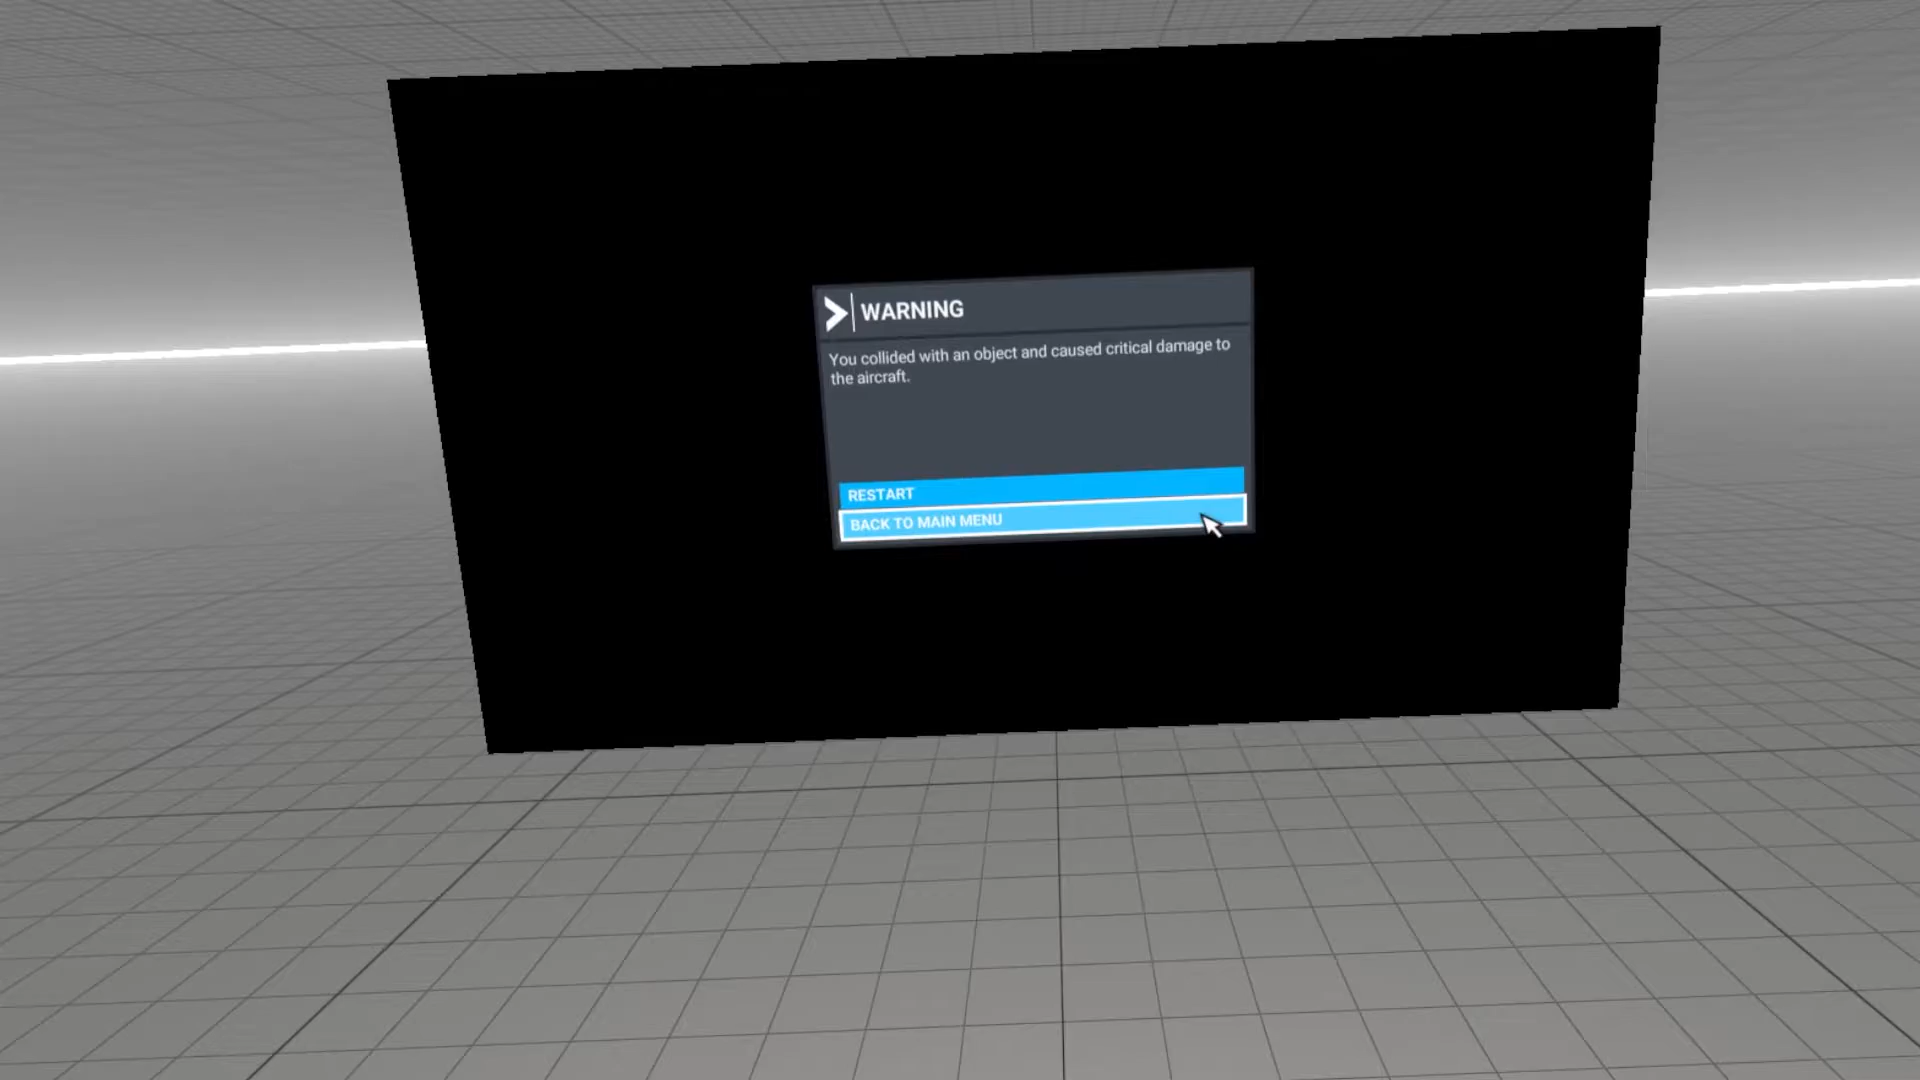 WARNING
You collided with an object and caused critical damage to
the aircraft.
RESTART
BACK TO MAIN MENU